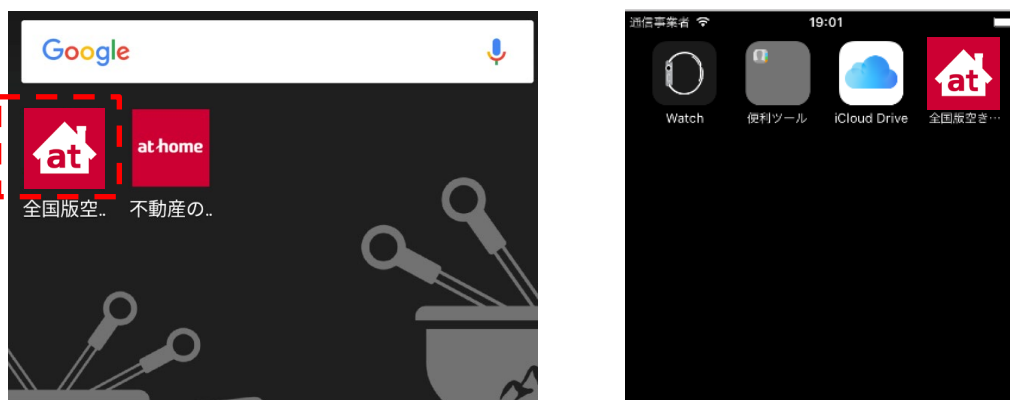 Google
at
at home
全国版空..
不動産の..
通信事業者
19:01
at
Watch
便利ツール
iCloud Drive
全国版空き…